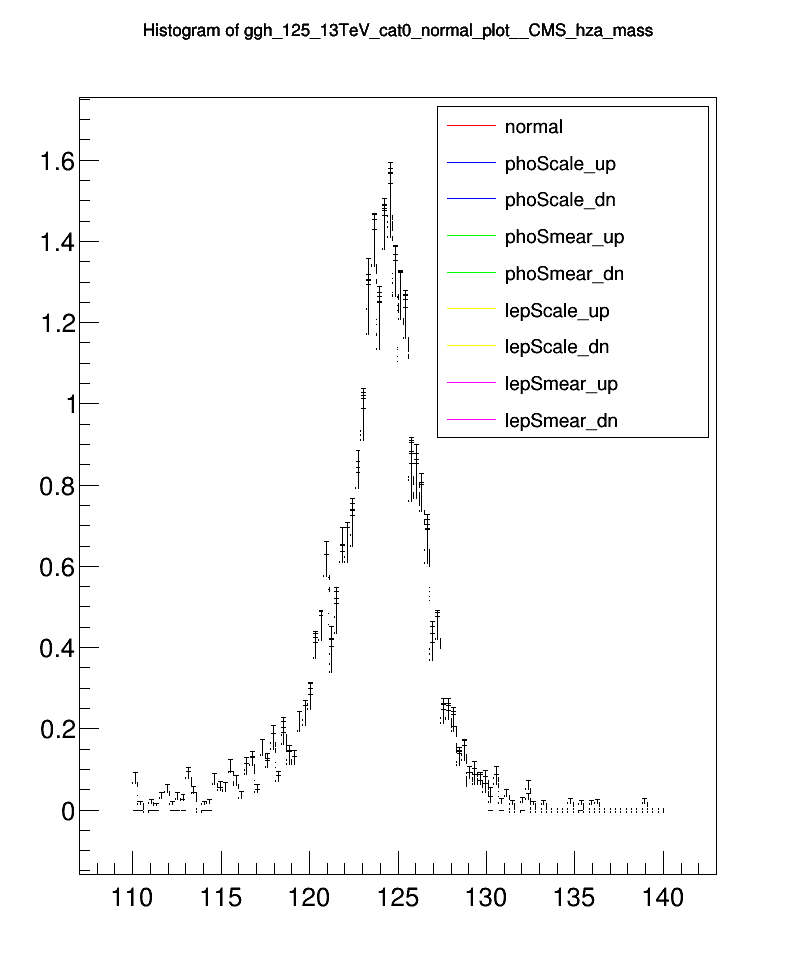 Histogram of ggh_125_13TeV_cat0_normal_plot__CMS_hza_mass
normal
phoScale_up
phoScale_dn
phoSmear_up
phoSmear_dn
lepScale_up
lepScale_dn
lepSmear_up
lepSmear_dn
1.6
1.4
1.2
1
0.8
0.6
0.4
0.2
0
110 115 120 125 130 135 140